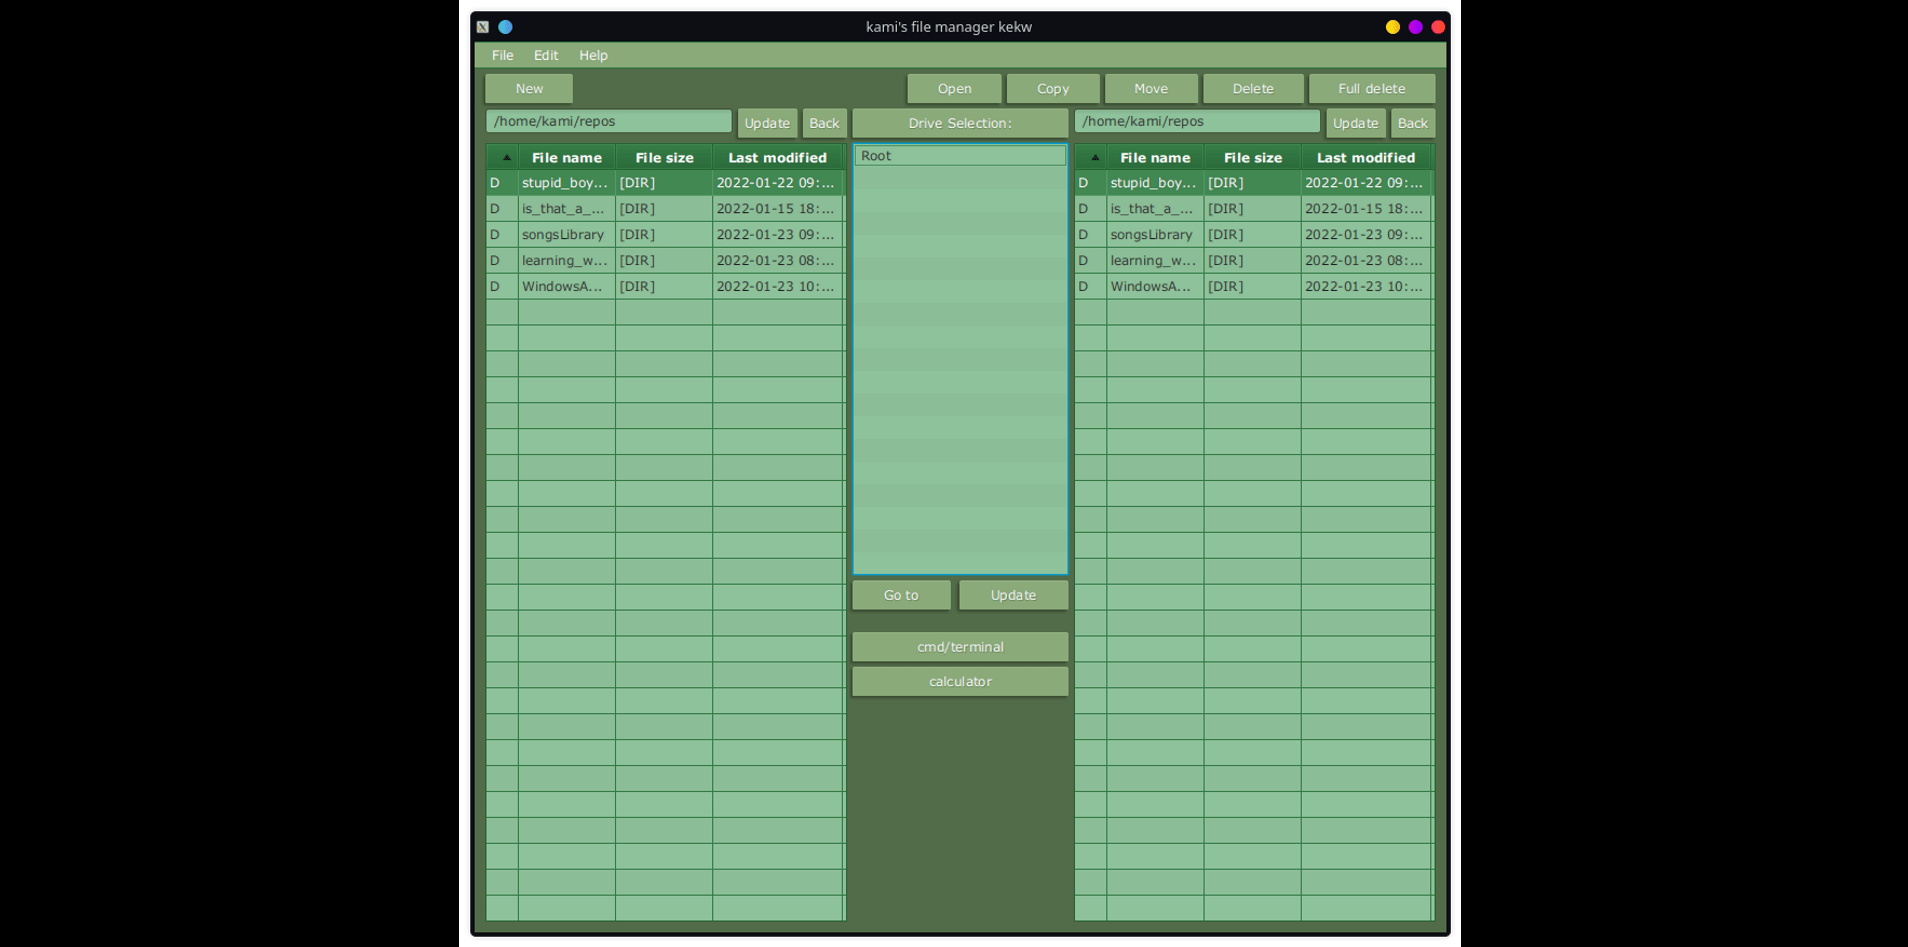 kami's file manager kekw
File Edit Help
New Open Copy Move Delete Full delete
/home/kami/repos Update Back Drive Selection: /home/kami/repos Update Back
File name File size Last modified
D stupid_boy... [DIR] 2022-01-22 09:...
D is_that_a_... [DIR] 2022-01-15 18:...
D songsLibrary [DIR] 2022-01-23 09:...
D learning_w... [DIR] 2022-01-23 08:...
D WindowsA... [DIR] 2022-01-23 10:...
Root
Go to Update
cmd/terminal
calculator
File name File size Last modified
D stupid_boy... [DIR] 2022-01-22 09:...
D is_that_a_... [DIR] 2022-01-15 18:...
D songsLibrary [DIR] 2022-01-23 09:...
D learning_w... [DIR] 2022-01-23 08:...
D WindowsA... [DIR] 2022-01-23 10:...